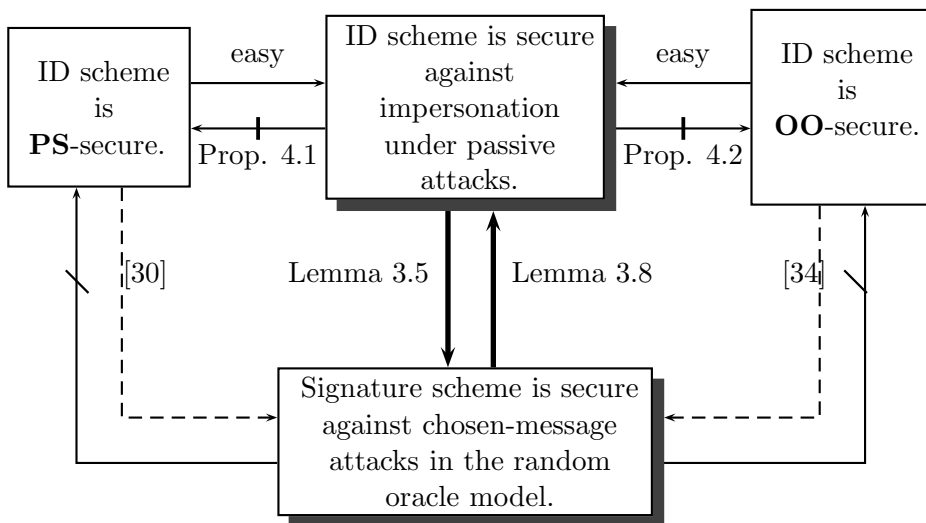 ID scheme
is
PS-secure.
easy
Prop. 4.1
ID scheme is secure
against
impersonation
under passive
attacks.
easy
Prop. 4.2
ID scheme
is
OO-secure.
[30]
Lemma 3.5
Lemma 3.8
[34]
Signature scheme is secure
against chosen-message
attacks in the random
oracle model.